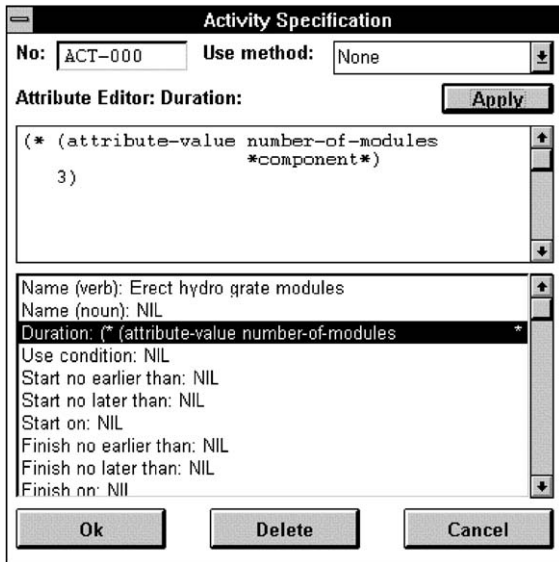 Activity Specification
No: ACT-000 Use method: None
Attribute Editor: Duration: Apply
(* (attribute-value number-of-modules
*component*)
3)
Name (verb): Erect hydro grate modules
Name (noun): NIL
Duration: (* (attribute-value number-of-modules *
Use condition: NIL
Start no earlier than: NIL
Start no later than: NIL
Start on: NIL
Finish no earlier than: NIL
Finish no later than: NIL
Finish on: NIL
Ok Delete Cancel